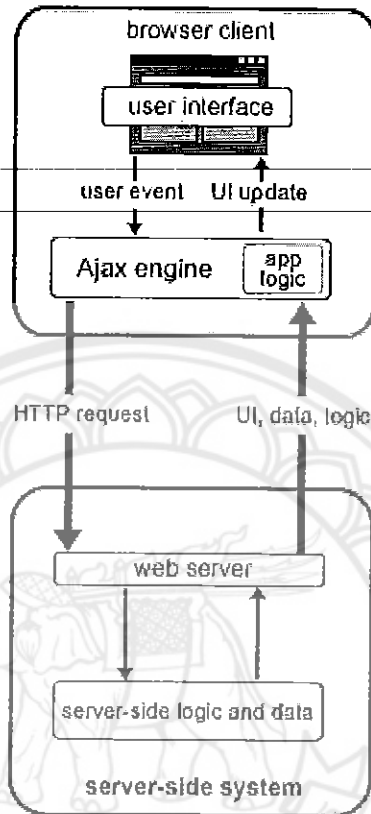 browser client
user interface
user event UI update
Ajax engine
app
logic
HTTP request UI, data, logic
web server
server-side logic and data
server-side system